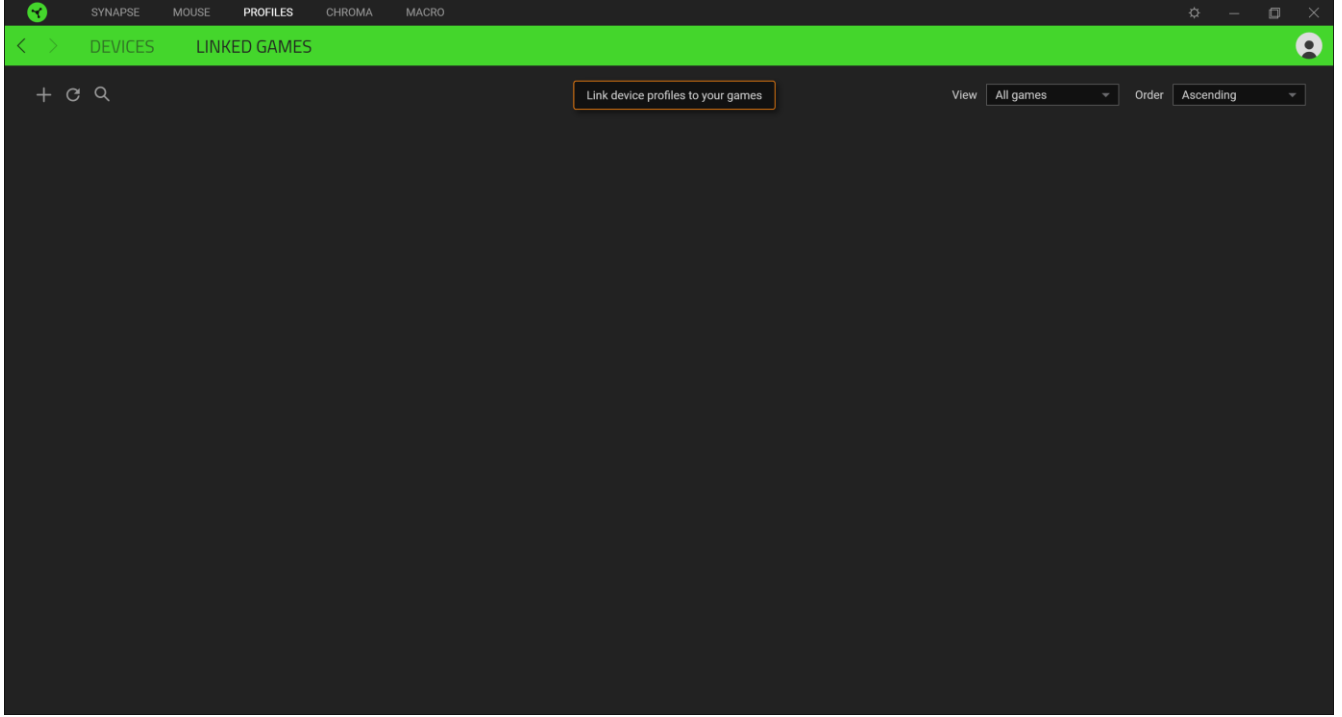 SYNAPSE MOUSE PROFILES CHROMA MACRO
DEVICES LINKED GAMES
Link device profiles to your games View All games Order Ascending